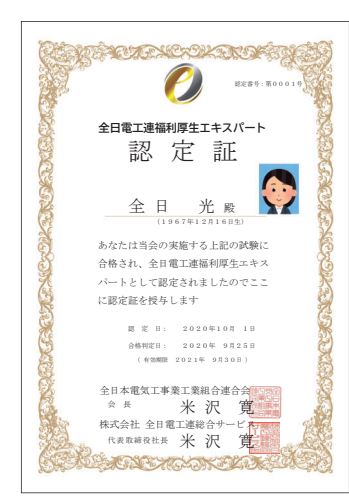 認定番号：第０００１号
全日電工連福利厚生エキスパート
認定証
全日　光 殿
（１９６７年１２月１６日生）
あなたは当会の実施する上記の試験に
合格され、全日電工連福利厚生エキス
パートとして認定されましたのでここ
に認定証を授与します
認　定　日：　２０２０年１０月　１日
合格判定日：　２０２０年　９月２５日
（ 有効期限　２０２１年　９月３０日 ）
全日本電気工事業工業組合連合会
会　長　米　沢　寛
株式会社 全日電工連総合サービス
代表取締役社長　米　沢　寛